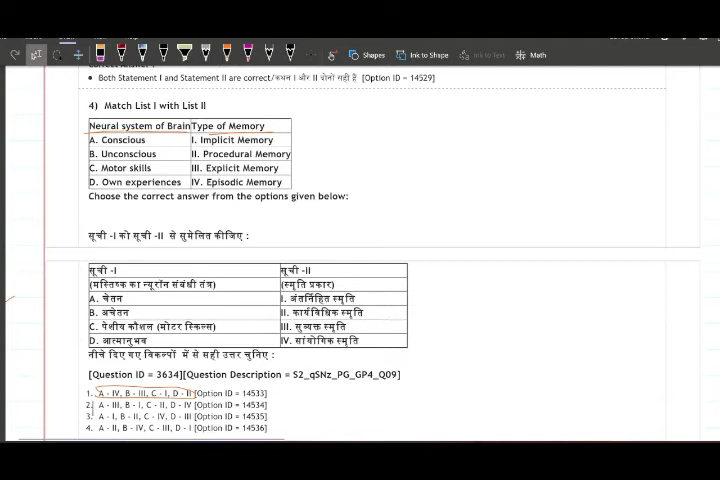 Shapes Ink to Shape Ink to Text Math
• Both Statement I and Statement II are correct/कथन I और II दोनों सही हैं [Option ID = 14529]
4) Match List I with List II
Neural system of Brain Type of Memory
A. Conscious I. Implicit Memory
B. Unconscious II. Procedural Memory
C. Motor skills III. Explicit Memory
D. Own experiences IV. Episodic Memory
Choose the correct answer from the options given below:
सूची -I को सूची -II से सुमेलित कीजिए :
सूची -I सूची -II
(मस्तिष्क का न्यूरॉन संबंधी तंत्र) (स्मृति प्रकार)
A. चेतन I. अंतर्निहित स्मृति
B. अचेतन II. कार्यविधिक स्मृति
C. पेशीय कौशल (मोटर स्किल्स) III. सुव्यक्त स्मृति
D. आत्मानुभव IV. सांयोगिक स्मृति
नीचे दिए गए विकल्पों में से सही उत्तर चुनिए :
[Question ID = 3634][Question Description = S2_qSNz_PG_GP4_Q09]
1. A - IV, B - III, C - I, D - II [Option ID = 14533]
2. A - III, B - I, C - II, D - IV [Option ID = 14534]
3. A - I, B - II, C - IV, D - III [Option ID = 14535]
4. A - II, B - IV, C - III, D - I [Option ID = 14536]